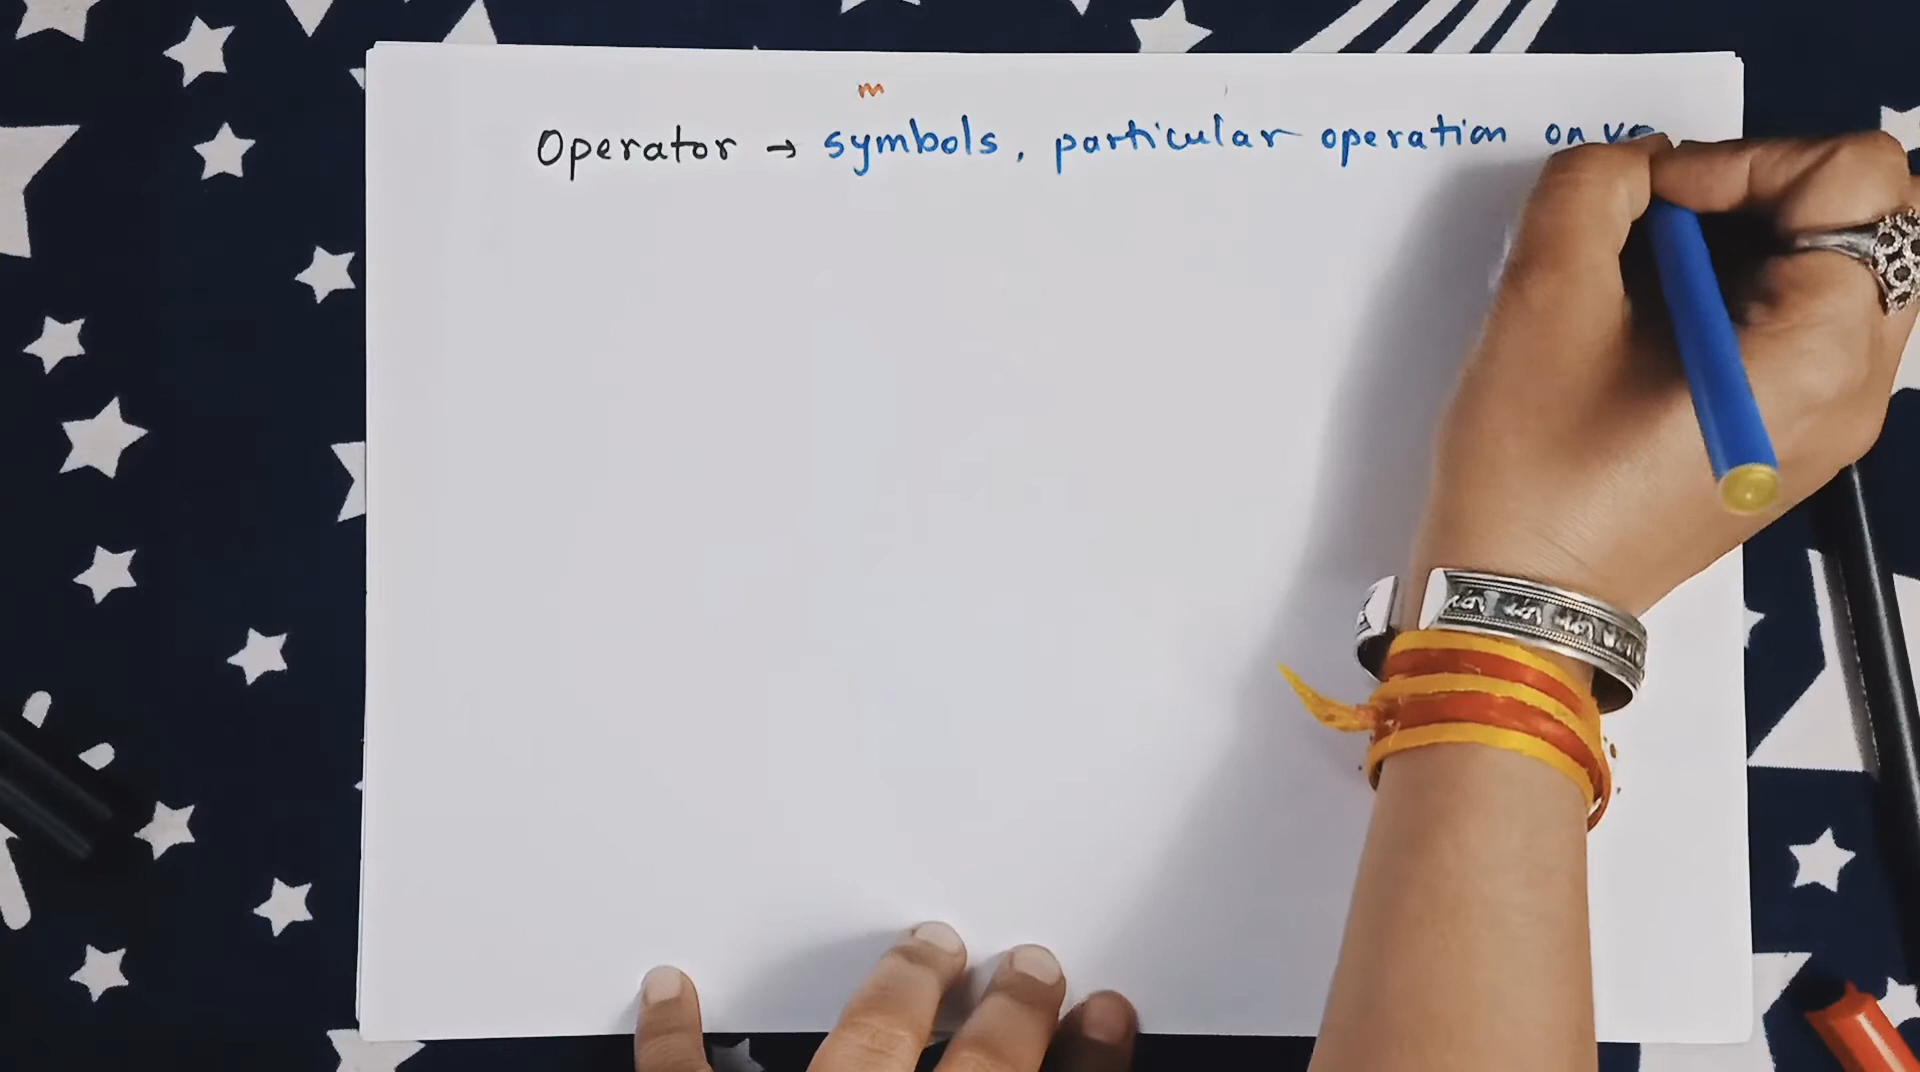 Operator → symbols, particular operation on